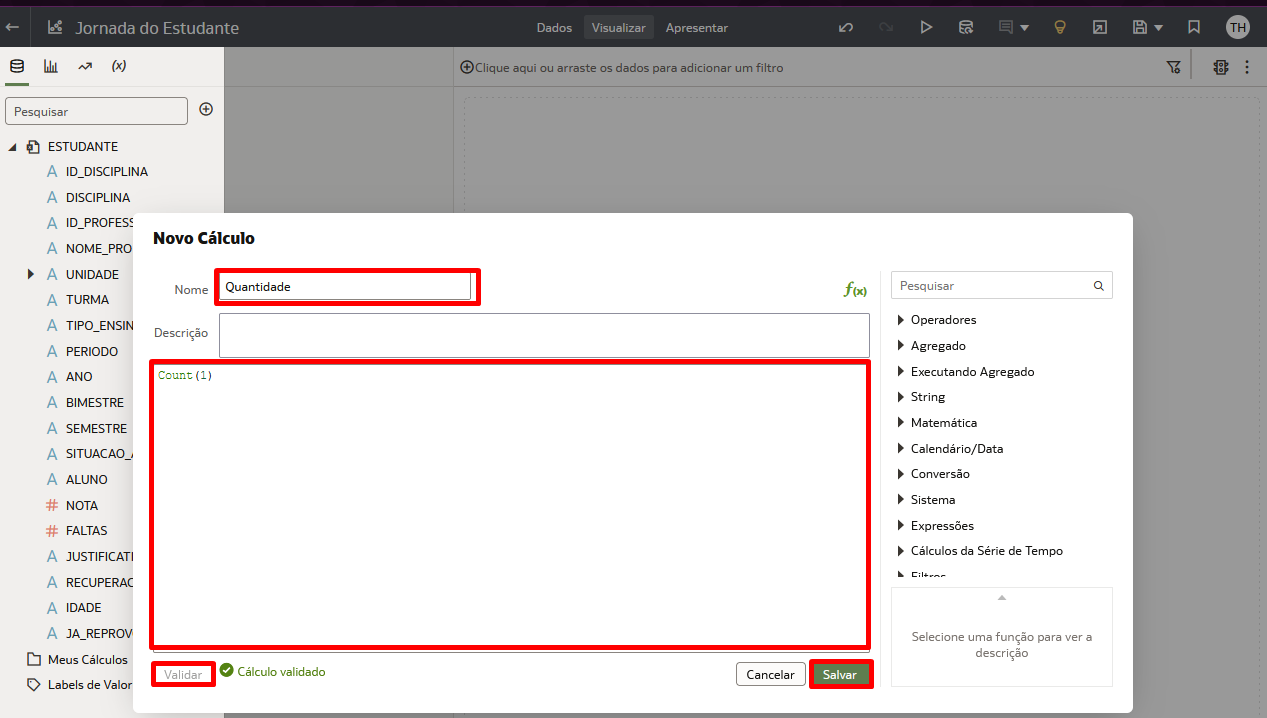 Jornada do Estudante
Dados Visualizar Apresentar
TH
(x)
Clique aqui ou arraste os dados para adicionar um filtro
Pesquisar
ESTUDANTE
A ID_DISCIPLINA
A DISCIPLINA
A ID_PROFESS
A NOME_PRO
A UNIDADE
A TURMA
A TIPO_ENSIN
A PERIODO
A ANO
A BIMESTRE
A SEMESTRE
A SITUACAO_A
A ALUNO
# NOTA
# FALTAS
A JUSTIFICATI
A RECUPERAC
A IDADE
A JA_REPROVO
Meus Cálculos
Labels de Valor
Novo Cálculo
Nome Quantidade
f(x)
Descrição
Count(1)
Validar Cálculo validado
Cancelar Salvar
Pesquisar
Operadores
Agregado
Executando Agregado
String
Matemática
Calendário/Data
Conversão
Sistema
Expressões
Cálculos da Série de Tempo
Filtros
Selecione uma função para ver a
descrição